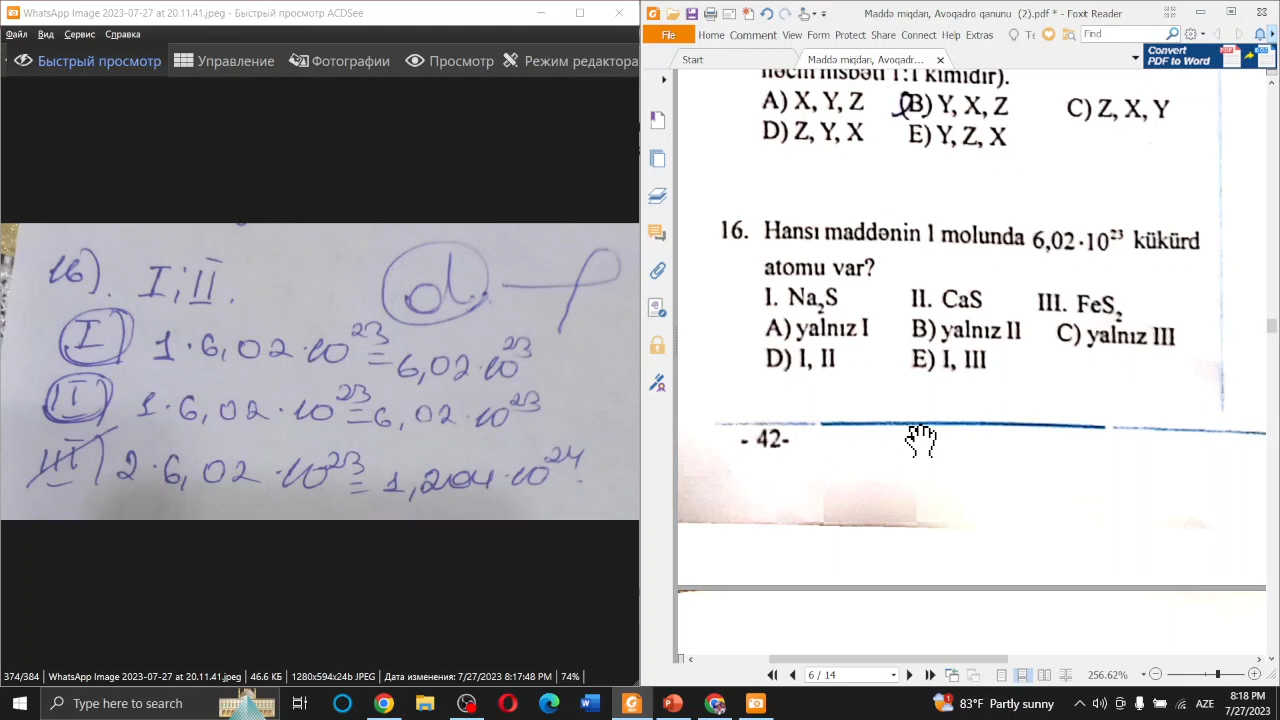 WhatsApp Image 2023-07-27 at 20.11.41.jpeg - Быстрый просмотр ACDSee
Файл Вид Сервис Справка
Быстрый просмотр Управление Фотографии Просмотр Режим редактора
16). I; II.
d
I 1·6,02·10²³=6,02·10²³
II 1·6,02·10²³=6,02·10²³
III 2·6,02·10²³=1,204·10²⁴.
374/384 WhatsApp Image 2023-07-27 at 20.11.41.jpeg 46.6 KB JPEG Дата изменения: 7/27/2023 8:17:48 PM 74%
Maddə miqdarı, Avoqadro qanunu (2).pdf * - Foxit Reader
File Home Comment View Form Protect Share Connect Help Extras Te Find
Start Maddə miqdarı, Avoqadr...
Convert
PDF to Word
həcm nisbəti 1:1 kimidir).
A) X, Y, Z B) Y, X, Z C) Z, X, Y
D) Z, Y, X E) Y, Z, X
16. Hansı maddənin 1 molunda 6,02·10²³ kükürd
atomu var?
I. Na₂S II. CaS III. FeS₂
A) yalnız I B) yalnız II C) yalnız III
D) I, II E) I, III
- 42-
6 / 14 256.62%
Type here to search 83°F Partly sunny AZE 8:18 PM
7/27/2023